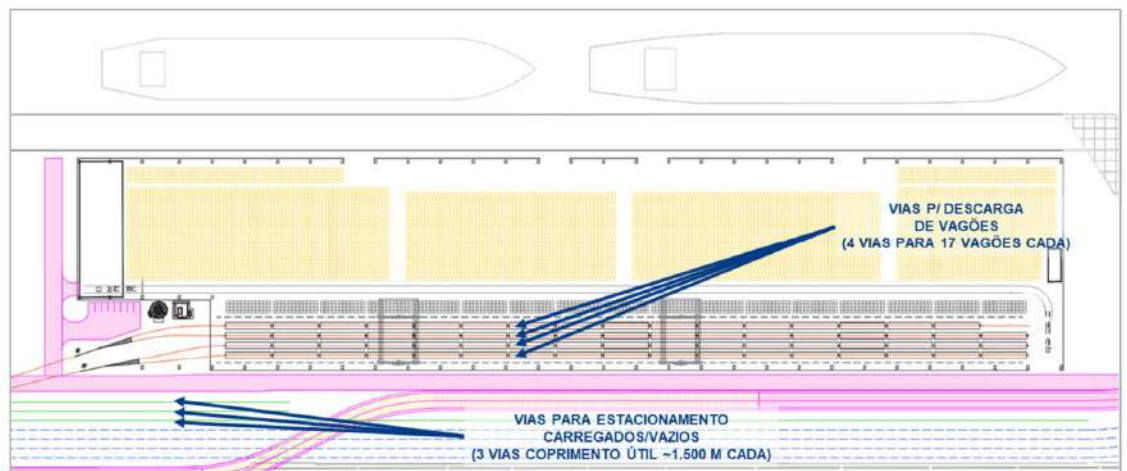 VIAS P/ DESCARGA
DE VAGÕES
(4 VIAS PARA 17 VAGÕES CADA)
VIAS PARA ESTACIONAMENTO
CARREGADOS/VAZIOS
(3 VIAS COPRIMENTO ÚTIL ~1.500 M CADA)